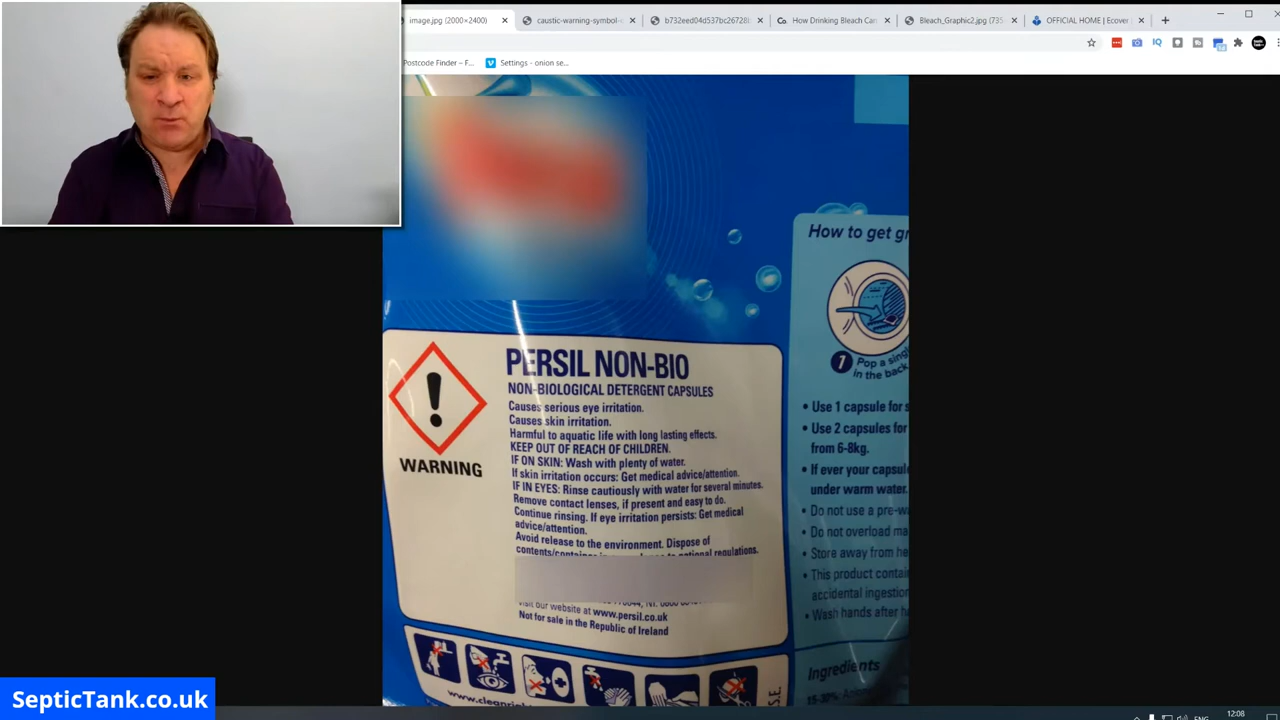 image.jpg (2000×2400)
caustic-warning-symbol-
b732eed04d537bc26728
How Drinking Bleach Can
Bleach_Graphic2.jpg (735
OFFICIAL HOME | Ecover
Postcode Finder – F...
Settings - onion se...
How to get gr
1 Pop a sing
in the back
PERSIL NON-BIO
NON-BIOLOGICAL DETERGENT CAPSULES
Causes serious eye irritation.
Causes skin irritation.
Harmful to aquatic life with long lasting effects.
KEEP OUT OF REACH OF CHILDREN.
IF ON SKIN: Wash with plenty of water.
If skin irritation occurs: Get medical advice/attention.
IF IN EYES: Rinse cautiously with water for several minutes.
Remove contact lenses, if present and easy to do.
Continue rinsing. If eye irritation persists: Get medical
advice/attention.
Avoid release to the environment. Dispose of
national regulations.
WARNING
visit our website at www.persil.co.uk
Not for sale in the Republic of Ireland
• Use 1 capsule for s
• Use 2 capsules for
from 6-8kg.
• If ever your capsul
under warm water.
• Do not use a pre-w
• Do not overload ma
• Store away from he
• This product contai
accidental ingestio
• Wash hands after h
Ingredients
15-30%
SepticTank.co.uk
12:08